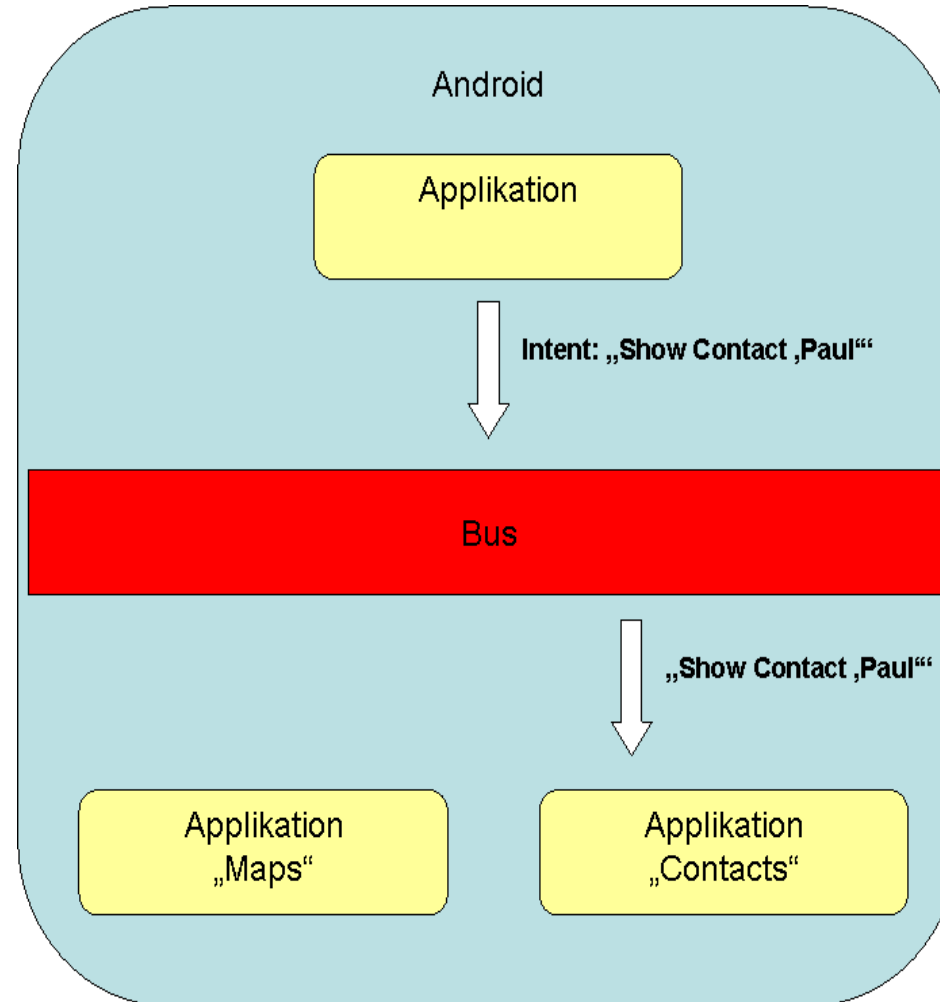 Android
Applikation
Intent: „Show Contact ‚Paul‘“
Bus
„Show Contact ‚Paul‘“
Applikation
„Maps“
Applikation
„Contacts“